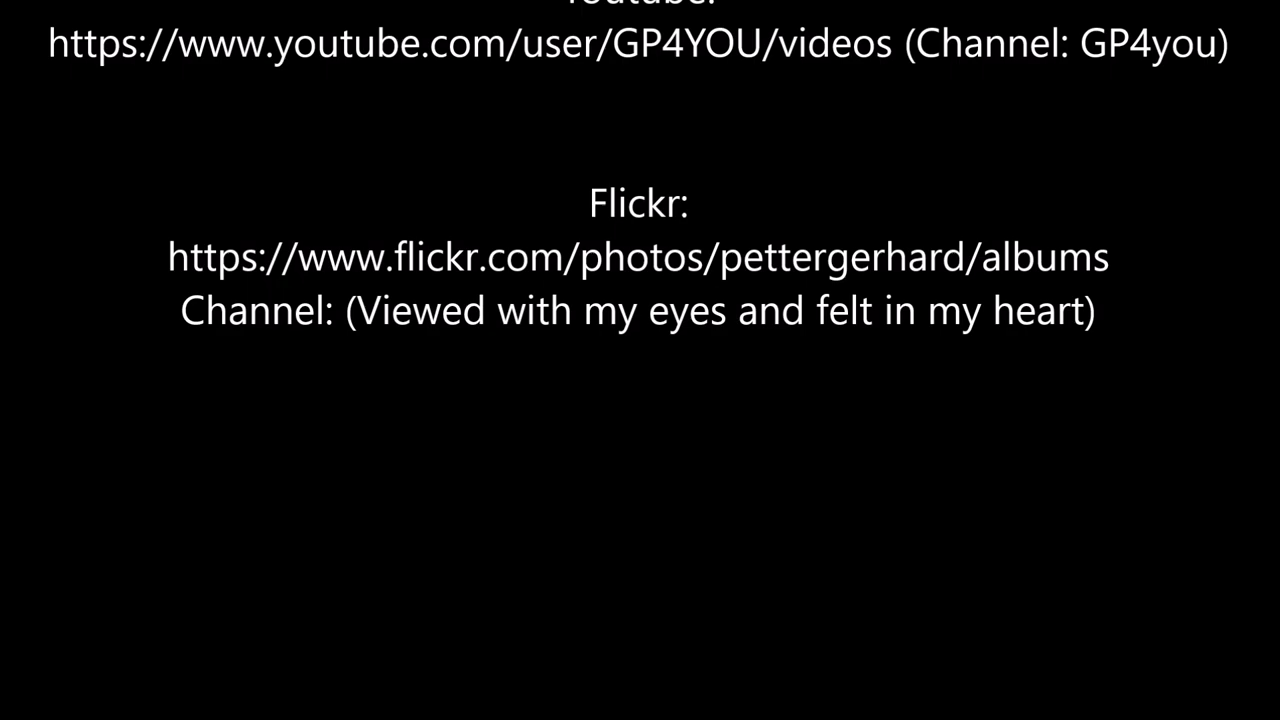 Youtube:
https://www.youtube.com/user/GP4YOU/videos (Channel: GP4you)
Flickr:
https://www.flickr.com/photos/pettergerhard/albums
Channel: (Viewed with my eyes and felt in my heart)